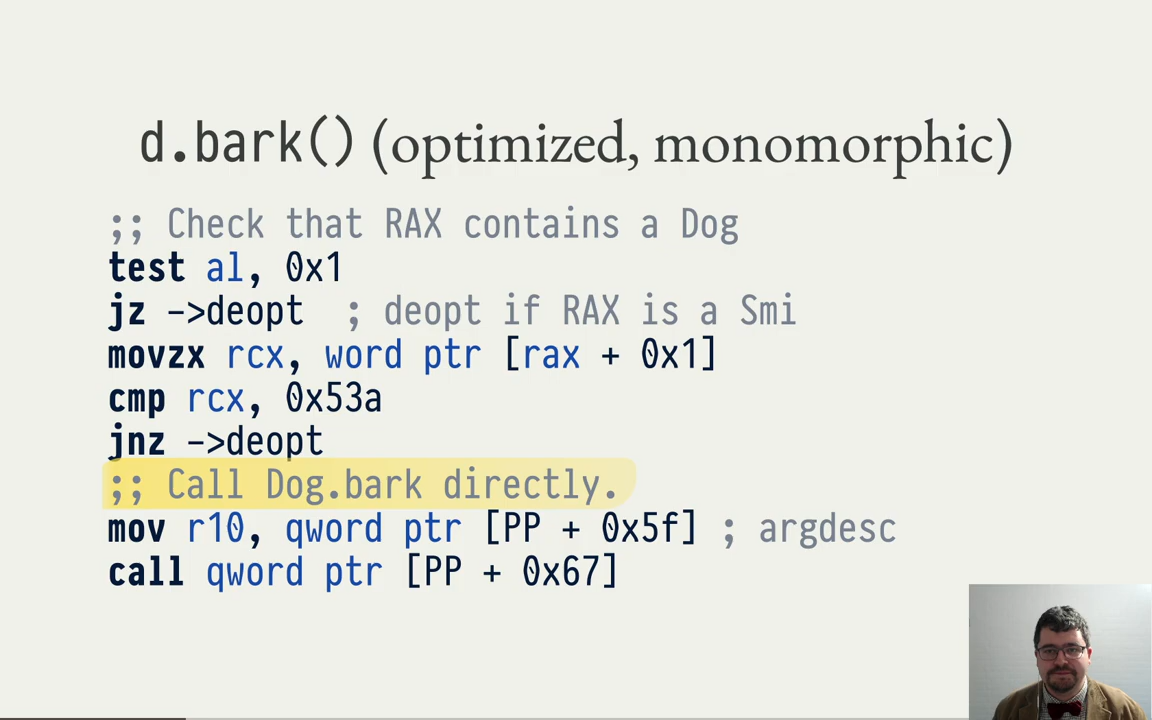 d.bark() (optimized, monomorphic)
;; Check that RAX contains a Dog
test al, 0x1
jz ->deopt ; deopt if RAX is a Smi
movzx rcx, word ptr [rax + 0x1]
cmp rcx, 0x53a
jnz ->deopt
;; Call Dog.bark directly.
mov r10, qword ptr [PP + 0x5f] ; argdesc
call qword ptr [PP + 0x67]